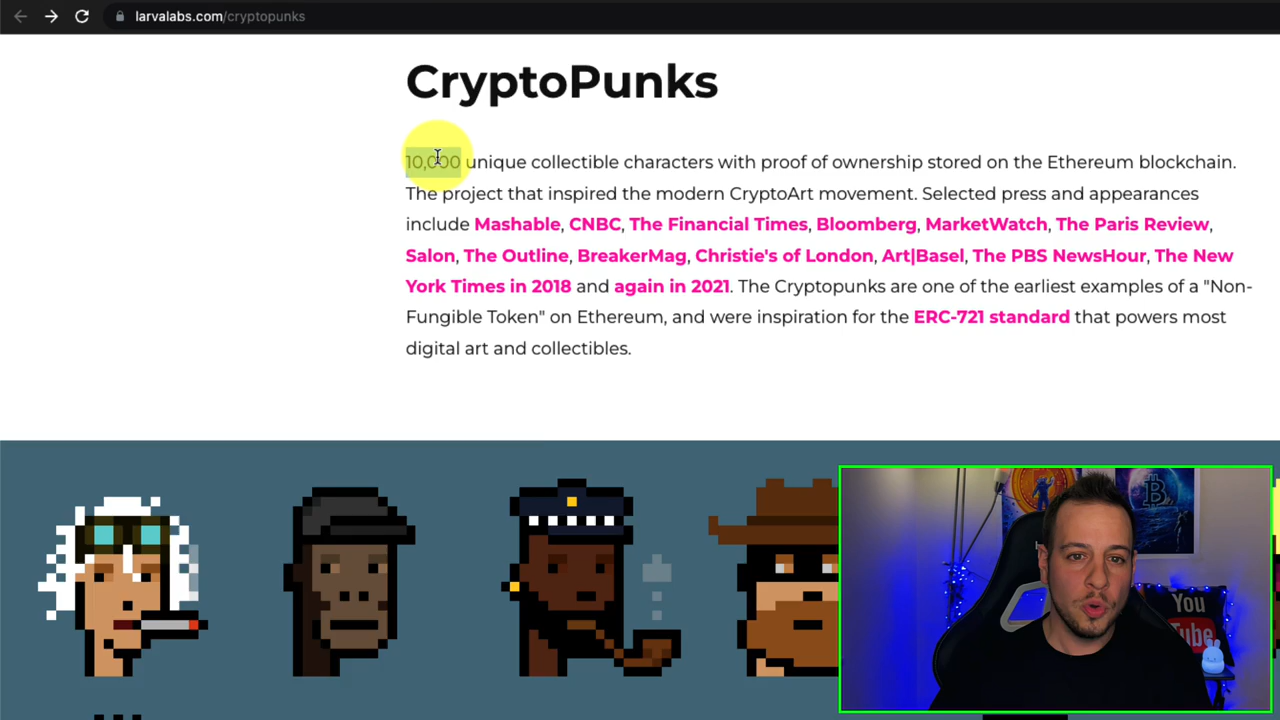 larvalabs.com/cryptopunks
CryptoPunks
10,000 unique collectible characters with proof of ownership stored on the Ethereum blockchain.
The project that inspired the modern CryptoArt movement. Selected press and appearances
include Mashable, CNBC, The Financial Times, Bloomberg, MarketWatch, The Paris Review,
Salon, The Outline, BreakerMag, Christie's of London, Art|Basel, The PBS NewsHour, The New
York Times in 2018 and again in 2021. The Cryptopunks are one of the earliest examples of a "Non-
Fungible Token" on Ethereum, and were inspiration for the ERC-721 standard that powers most
digital art and collectibles.
You
Tube